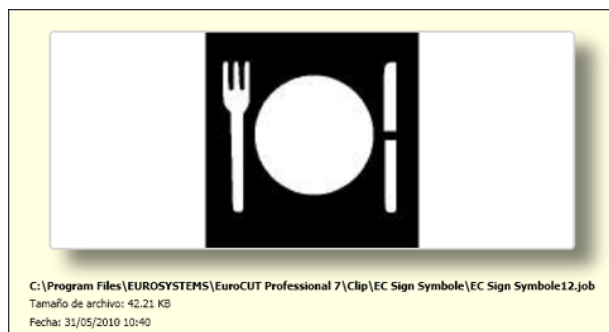 C:\Program Files\EUROSYSTEMS\EuroCUT Professional 7\Clip\EC Sign Symbole\EC Sign Symbole12.job
Tamaño de archivo: 42.21 KB
Fecha: 31/05/2010 10:40